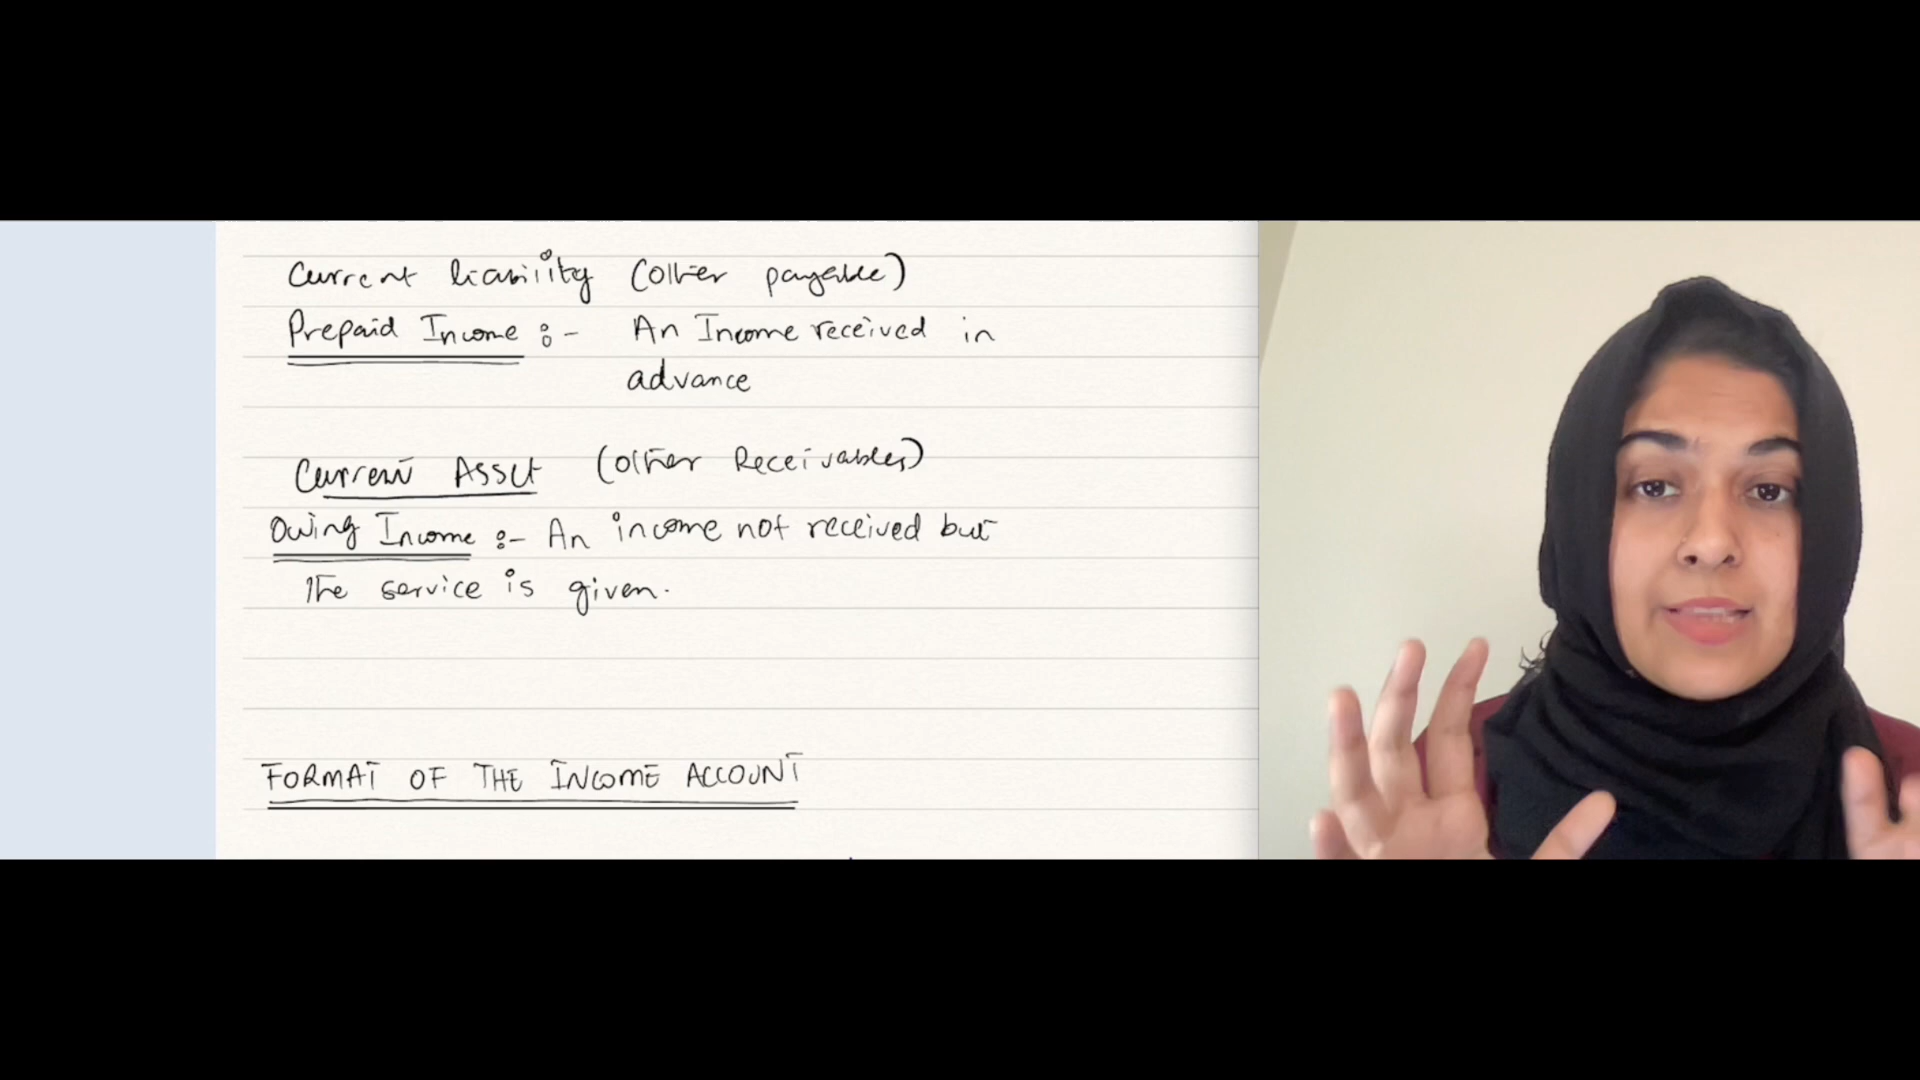 Current liability (other payable)
Prepaid Income :- An Income received in
advance
Current Asset (Other Receivables)
Owing Income :- An income not received but
the service is given.
FORMAT OF THE INCOME ACCOUNT